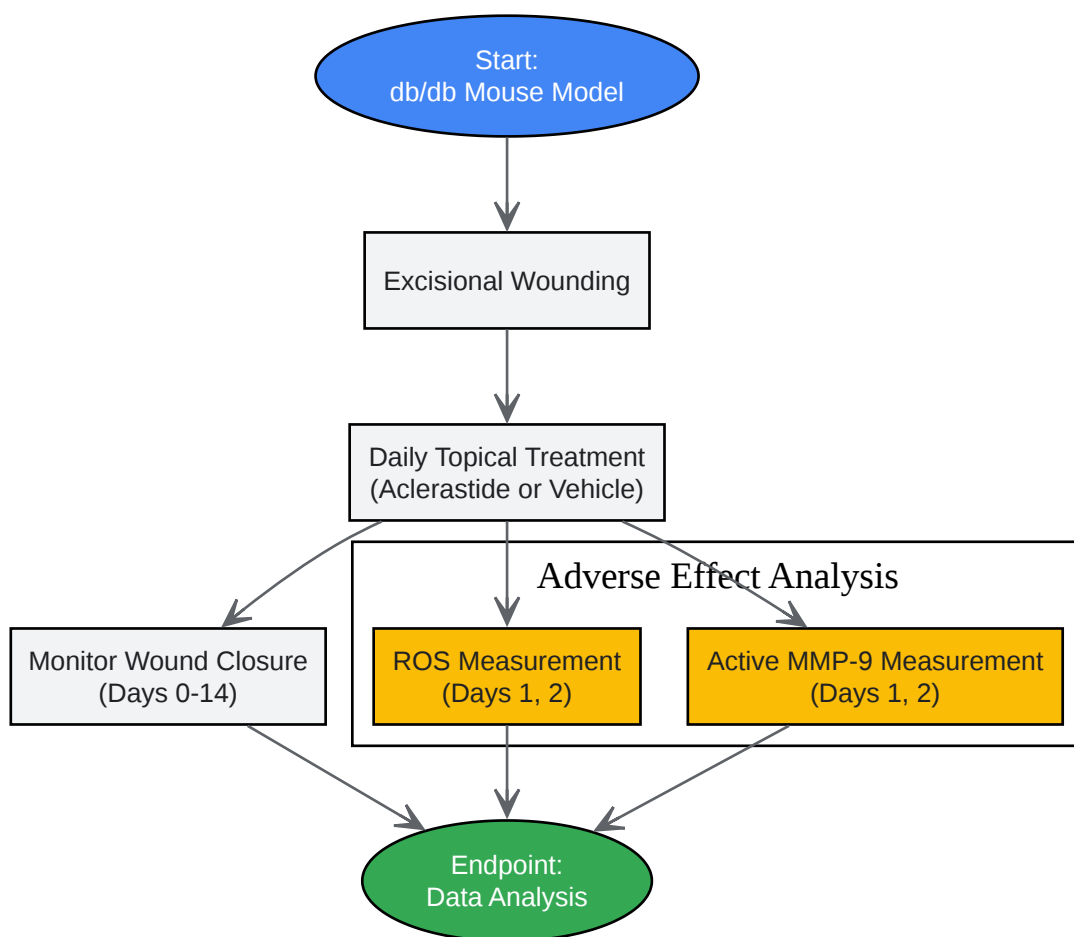 Start:
db/db Mouse Model
Excisional Wounding
Daily Topical Treatment
(Aclerastide or Vehicle)
Adverse Effect Analysis
Monitor Wound Closure
(Days 0-14)
ROS Measurement
(Days 1, 2)
Active MMP-9 Measurement
(Days 1, 2)
Endpoint:
Data Analysis